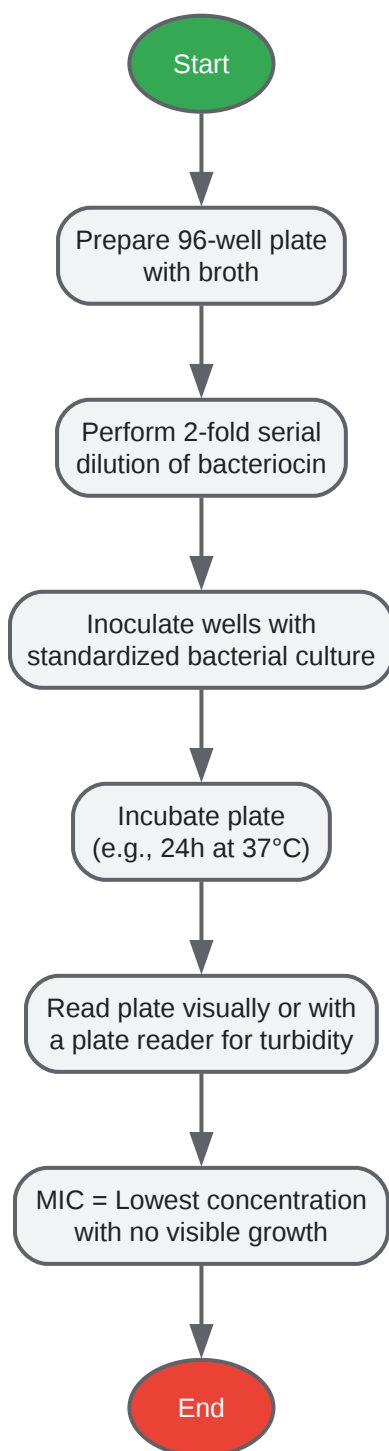 Start
Prepare 96-well plate
with broth
Perform 2-fold serial
dilution of bacteriocin
Inoculate wells with
standardized bacterial culture
Incubate plate
(e.g., 24h at 37°C)
Read plate visually or with
a plate reader for turbidity
MIC = Lowest concentration
with no visible growth
End